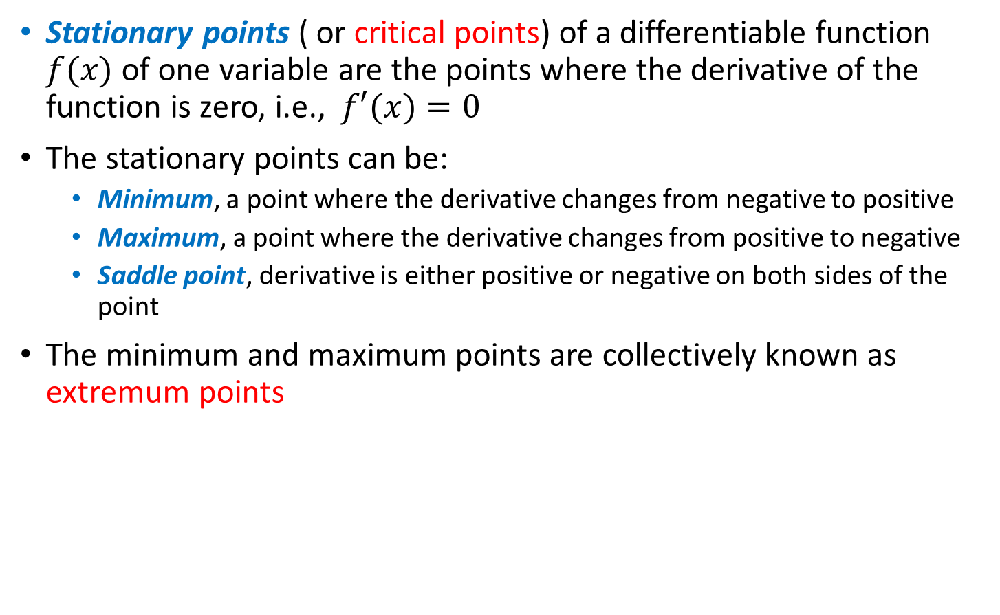 • Stationary points ( or critical points) of a differentiable function
f(x) of one variable are the points where the derivative of the
function is zero, i.e., f′(x) = 0
• The stationary points can be:
• Minimum, a point where the derivative changes from negative to positive
• Maximum, a point where the derivative changes from positive to negative
• Saddle point, derivative is either positive or negative on both sides of the
point
• The minimum and maximum points are collectively known as
extremum points